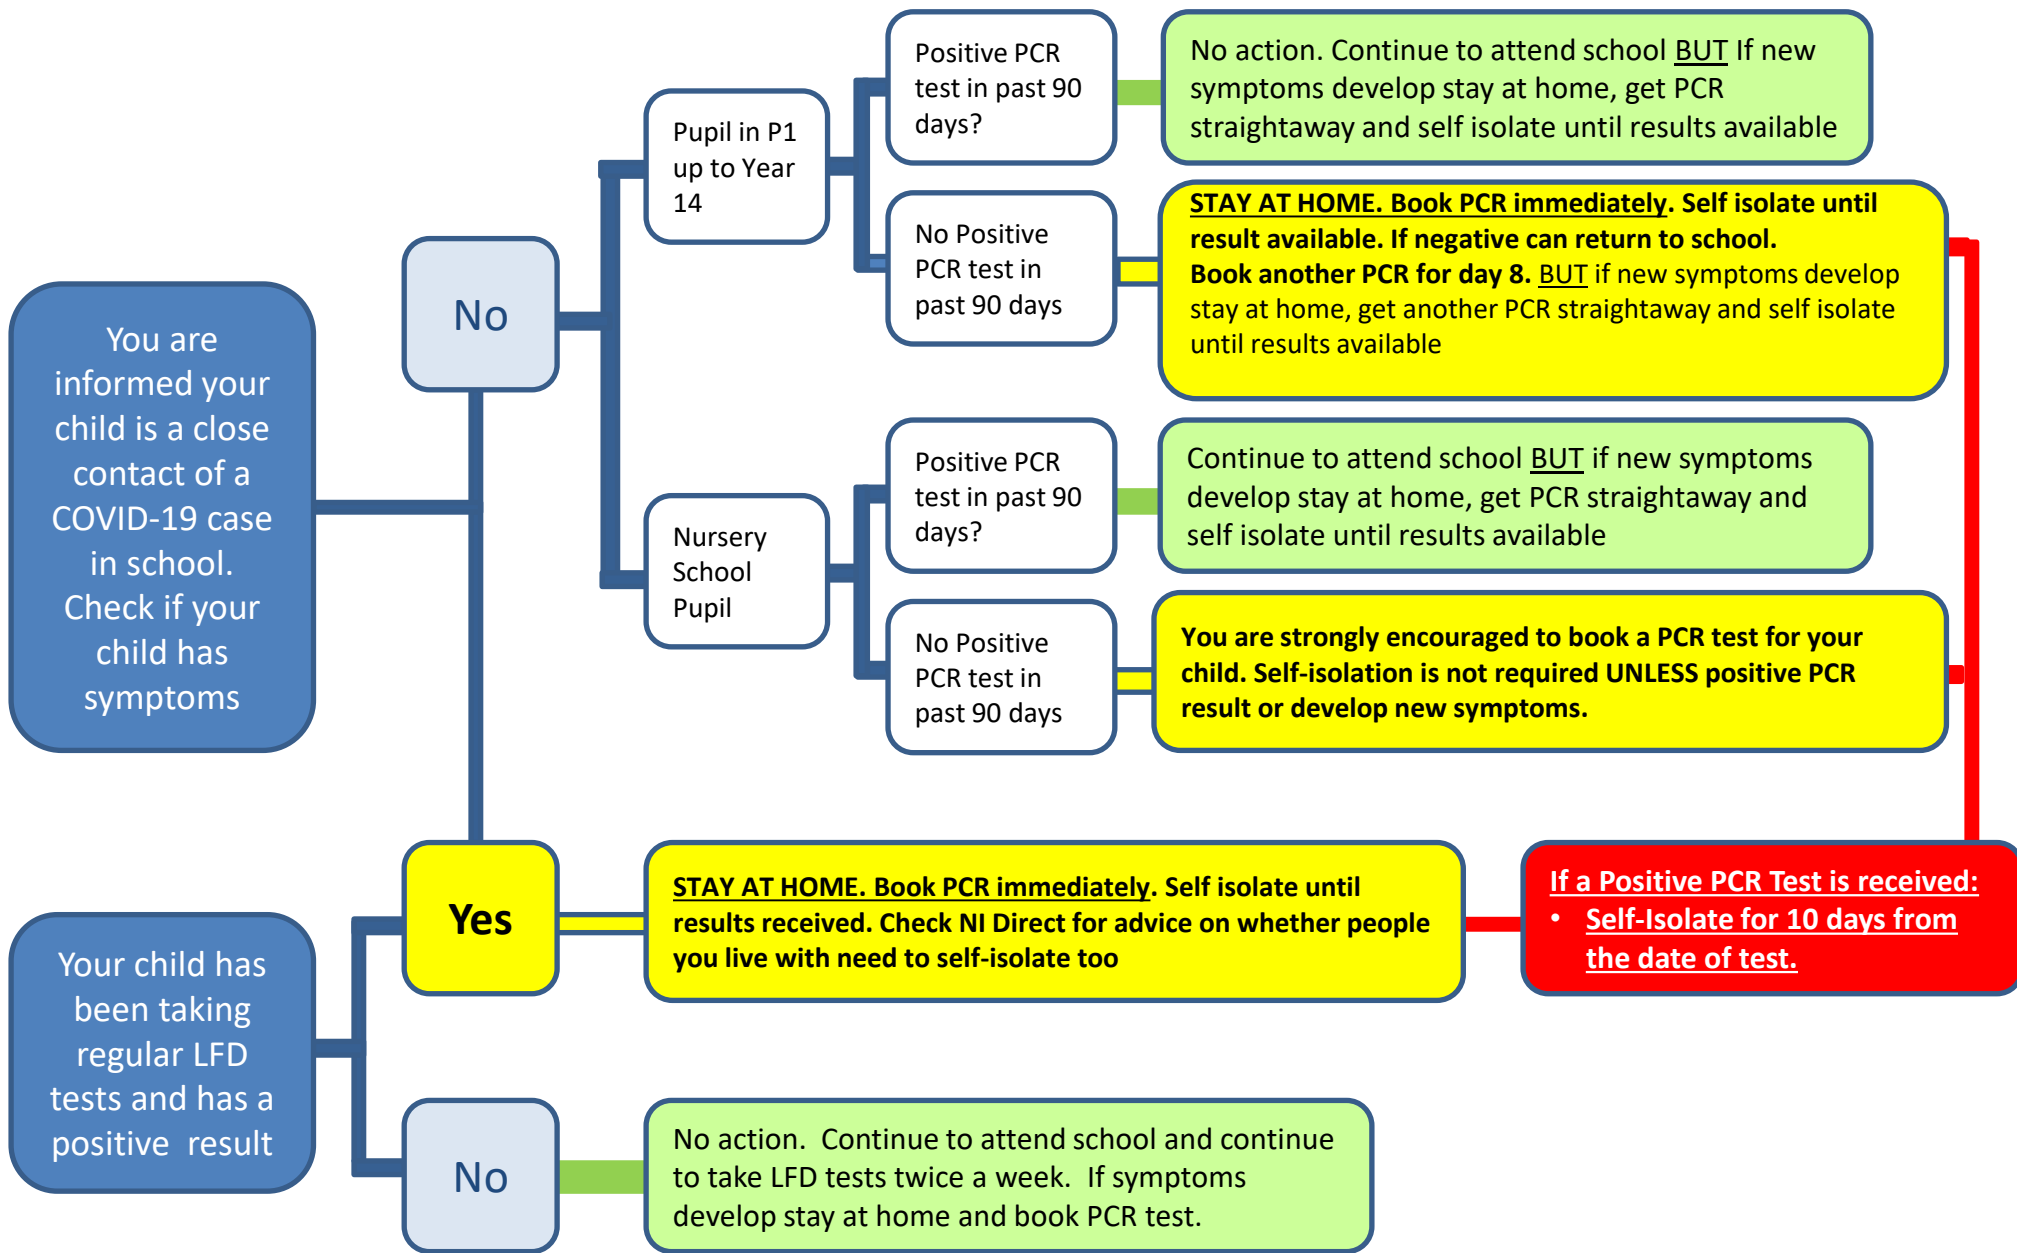 You are
informed your
child is a close
contact of a
COVID-19 case
in school.
Check if your
child has
symptoms
No
Pupil in P1
up to Year
14
Positive PCR
test in past 90
days?
No action. Continue to attend school BUT If new
symptoms develop stay at home, get PCR
straightaway and self isolate until results available
No Positive
PCR test in
past 90 days
STAY AT HOME. Book PCR immediately. Self isolate until
result available. If negative can return to school.
Book another PCR for day 8. BUT if new symptoms develop
stay at home, get another PCR straightaway and self isolate
until results available
Nursery
School
Pupil
Positive PCR
test in past 90
days?
Continue to attend school BUT if new symptoms
develop stay at home, get PCR straightaway and
self isolate until results available
No Positive
PCR test in
past 90 days
You are strongly encouraged to book a PCR test for your
child. Self-isolation is not required UNLESS positive PCR
result or develop new symptoms.
Yes
STAY AT HOME. Book PCR immediately. Self isolate until
results received. Check NI Direct for advice on whether people
you live with need to self-isolate too
If a Positive PCR Test is received:
• Self-Isolate for 10 days from
the date of test.
Your child has
been taking
regular LFD
tests and has a
positive result
No
No action. Continue to attend school and continue
to take LFD tests twice a week. If symptoms
develop stay at home and book PCR test.